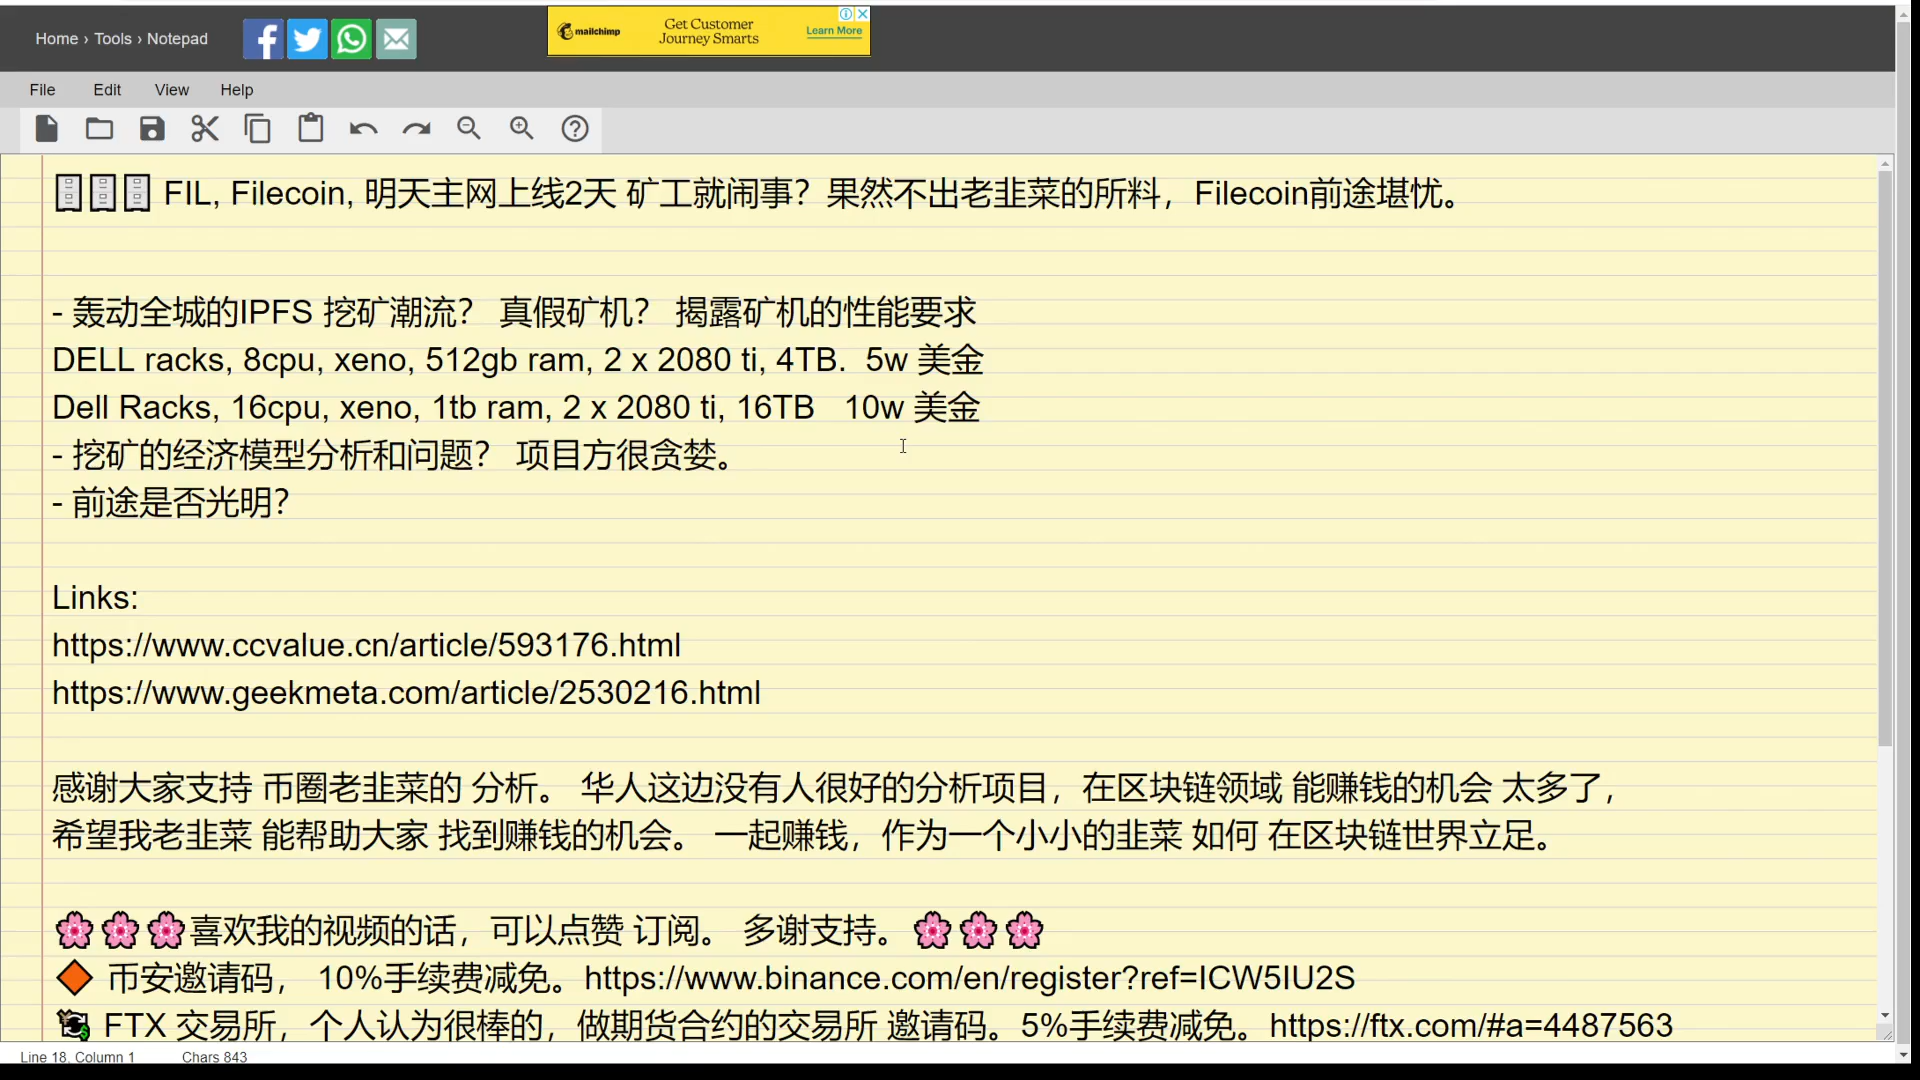 Home › Tools › Notepad
mailchimp
Get Customer
Journey Smarts
Learn More
File Edit View Help
FIL, Filecoin, 明天主网上线2天 矿工就闹事？果然不出老韭菜的所料，Filecoin前途堪忧。
- 轰动全城的IPFS 挖矿潮流？ 真假矿机？ 揭露矿机的性能要求
DELL racks, 8cpu, xeno, 512gb ram, 2 x 2080 ti, 4TB. 5w 美金
Dell Racks, 16cpu, xeno, 1tb ram, 2 x 2080 ti, 16TB 10w 美金
- 挖矿的经济模型分析和问题？ 项目方很贪婪。
- 前途是否光明？
Links:
https://www.ccvalue.cn/article/593176.html
https://www.geekmeta.com/article/2530216.html
感谢大家支持 币圈老韭菜的 分析。 华人这边没有人很好的分析项目，在区块链领域 能赚钱的机会 太多了，
希望我老韭菜 能帮助大家 找到赚钱的机会。 一起赚钱，作为一个小小的韭菜 如何 在区块链世界立足。
🌸🌸🌸喜欢我的视频的话，可以点赞 订阅。 多谢支持。🌸🌸🌸
🔶 币安邀请码， 10%手续费减免。https://www.binance.com/en/register?ref=ICW5IU2S
💱 FTX 交易所，个人认为很棒的，做期货合约的交易所 邀请码。5%手续费减免。https://ftx.com/#a=4487563
Line 18, Column 1 Chars 843